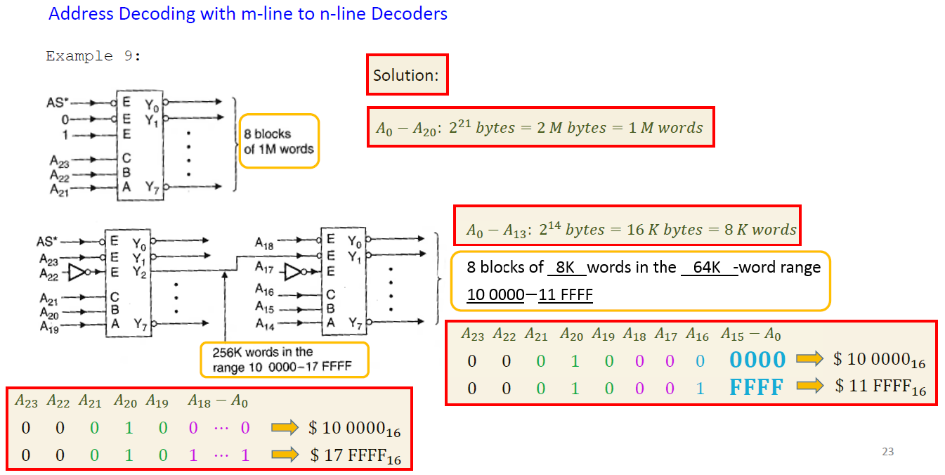 Address Decoding with m-line to n-line Decoders
Example 9:
Solution:
A₀ − A₂₀: 2²¹ bytes = 2 M bytes = 1 M words
AS* E Y₀
0 E Y₁
1 E
A₂₃ C
A₂₂ B
A₂₁ A Y₇
8 blocks
of 1M words
A₀ − A₁₃: 2¹⁴ bytes = 16 K bytes = 8 K words
8 blocks of 8K words in the 64K -word range
10 0000−11 FFFF
AS* E Y₀
A₂₃ E Y₁
A₂₂ E Y₂
A₂₁ C
A₂₀ B
A₁₉ A Y₇
A₁₈ E Y₀
A₁₇ E Y₁
E
A₁₆ C
A₁₅ B
A₁₄ A Y₇
256K words in the
range 10 0000−17 FFFF
A₂₃ A₂₂ A₂₁ A₂₀ A₁₉ A₁₈ A₁₇ A₁₆ A₁₅ − A₀
0 0 0 1 0 0 0 0 0000 $ 10 0000₁₆
0 0 0 1 0 0 0 1 FFFF $ 11 FFFF₁₆
A₂₃ A₂₂ A₂₁ A₂₀ A₁₉ A₁₈ − A₀
0 0 0 1 0 0 ⋯ 0 $ 10 0000₁₆
0 0 0 1 0 1 ⋯ 1 $ 17 FFFF₁₆
23